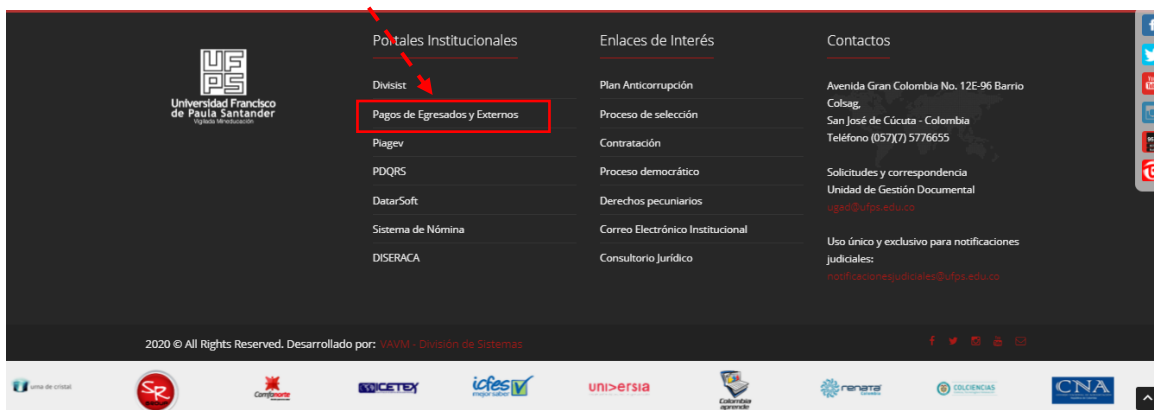 UFPS
Universidad Francisco
de Paula Santander
Vigilada Mineducación
Portales Institucionales
Divisist
Pagos de Egresados y Externos
Piagev
PDQRS
DatarSoft
Sistema de Nómina
DISERACA
Enlaces de Interés
Plan Anticorrupción
Proceso de selección
Contratación
Proceso democrático
Derechos pecuniarios
Correo Electrónico Institucional
Consultorio Jurídico
Contactos
Avenida Gran Colombia No. 12E-96 Barrio
Colsag,
San José de Cúcuta - Colombia
Teléfono (057)(7) 5776655
Solicitudes y correspondencia
Unidad de Gestión Documental
ugad@ufps.edu.co
Uso único y exclusivo para notificaciones
judiciales:
notificacionesjudiciales@ufps.edu.co
2020 © All Rights Reserved. Desarrollado por: VAVM - División de Sistemas
urna de cristal
SR
Comfanorte
ICETEX
icfes
mejor saber
uni>ersia
Colombia
aprende
renata
COLCIENCIAS
CNA